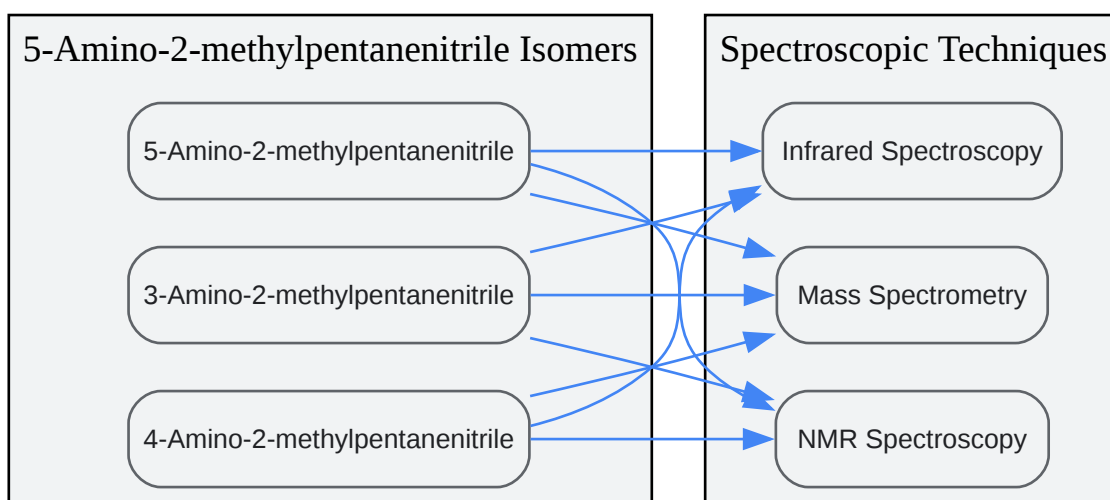 5-Amino-2-methylpentanenitrile Isomers
5-Amino-2-methylpentanenitrile
3-Amino-2-methylpentanenitrile
4-Amino-2-methylpentanenitrile
Spectroscopic Techniques
Infrared Spectroscopy
Mass Spectrometry
NMR Spectroscopy